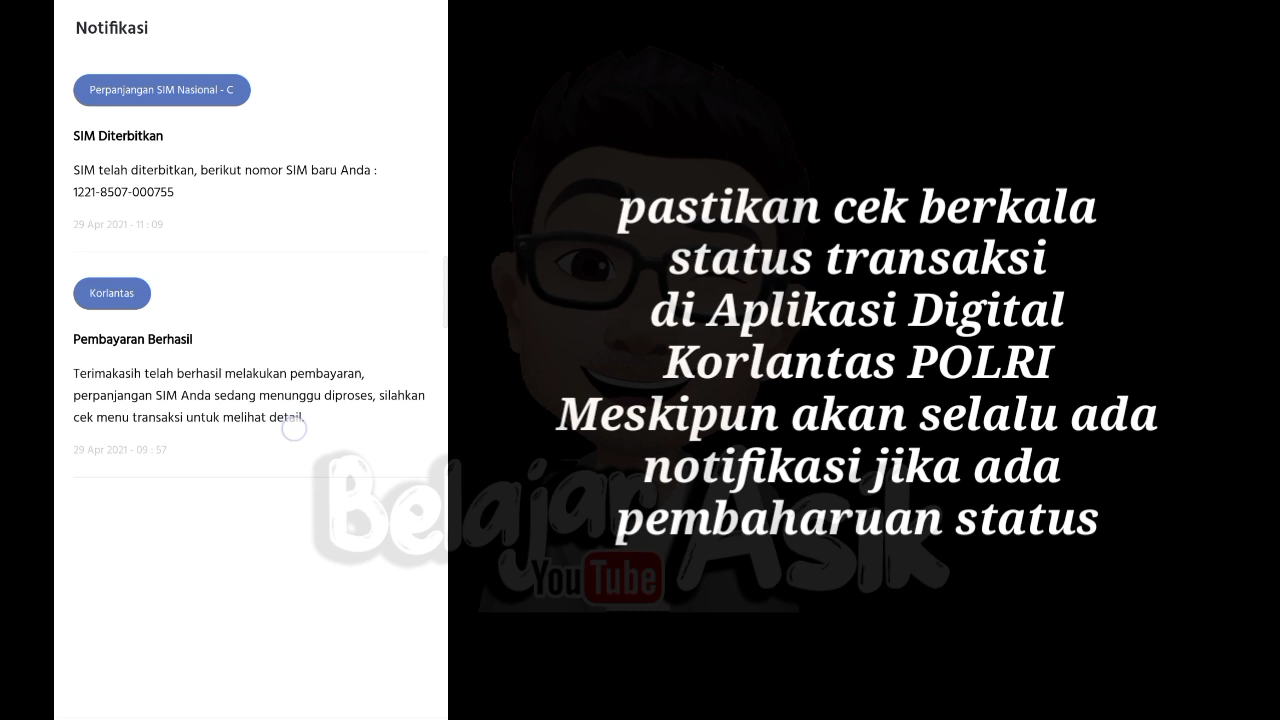 Notifikasi
Perpanjangan SIM Nasional - C
SIM Diterbitkan
SIM telah diterbitkan, berikut nomor SIM baru Anda :
1221-8507-000755
29 Apr 2021 - 11 : 09
Korlantas
Pembayaran Berhasil
Terimakasih telah berhasil melakukan pembayaran,
perpanjangan SIM Anda sedang menunggu diproses, silahkan
cek menu transaksi untuk melihat detail.
29 Apr 2021 - 09 : 57
pastikan cek berkala
status transaksi
di Aplikasi Digital
Korlantas POLRI
Meskipun akan selalu ada
notifikasi jika ada
pembaharuan status
Belajar Asik
YouTube